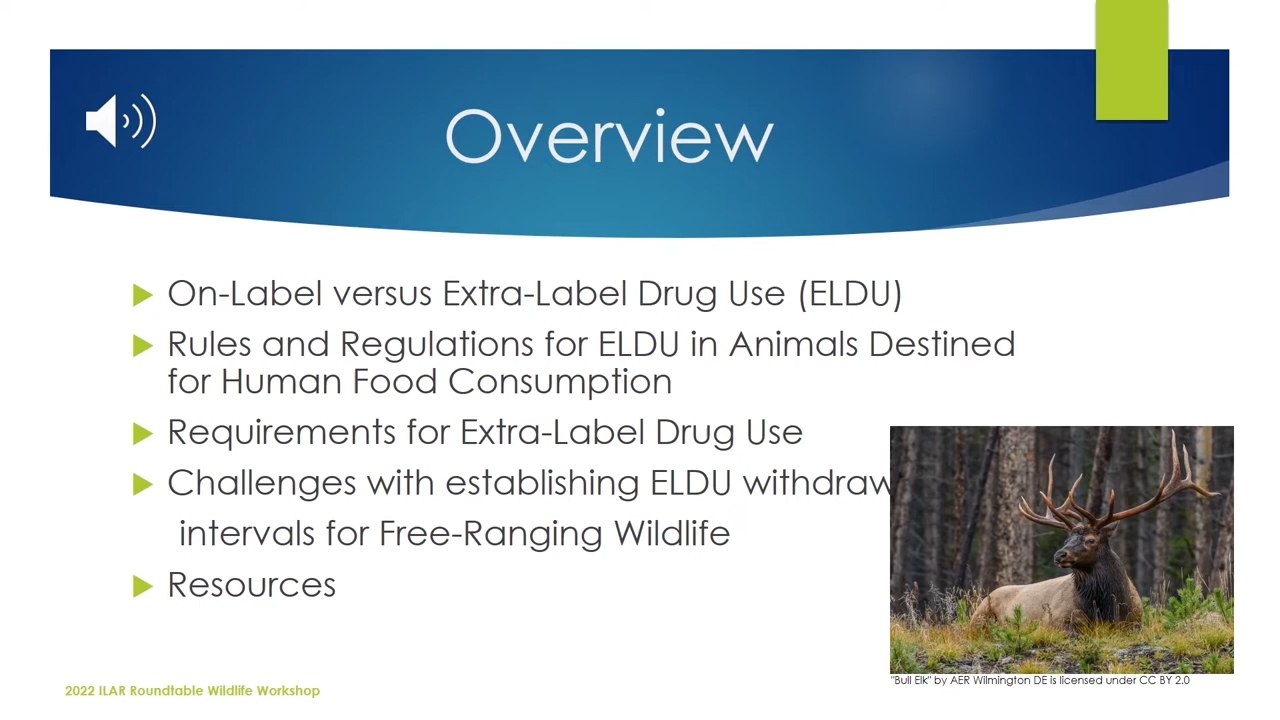 Overview
On-Label versus Extra-Label Drug Use (ELDU)
Rules and Regulations for ELDU in Animals Destined
for Human Food Consumption
Requirements for Extra-Label Drug Use
Challenges with establishing ELDU withdraw
intervals for Free-Ranging Wildlife
Resources
2022 ILAR Roundtable Wildlife Workshop
"Bull Elk" by AER Wilmington DE is licensed under CC BY 2.0